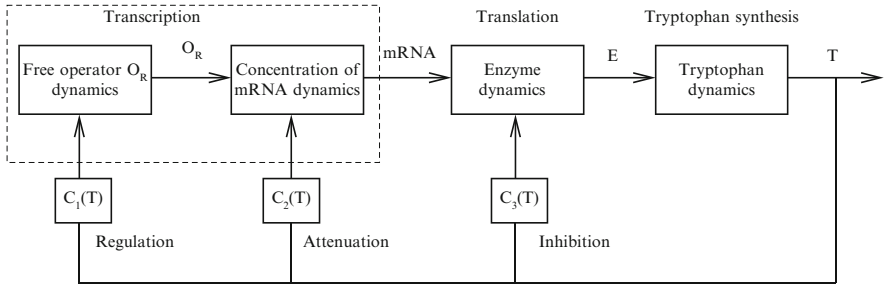 Transcription
Translation
Tryptophan synthesis
Free operator O_R
dynamics
O_R
Concentration of
mRNA dynamics
mRNA
Enzyme
dynamics
E
Tryptophan
dynamics
T
C_1(T)
C_2(T)
C_3(T)
Regulation
Attenuation
Inhibition